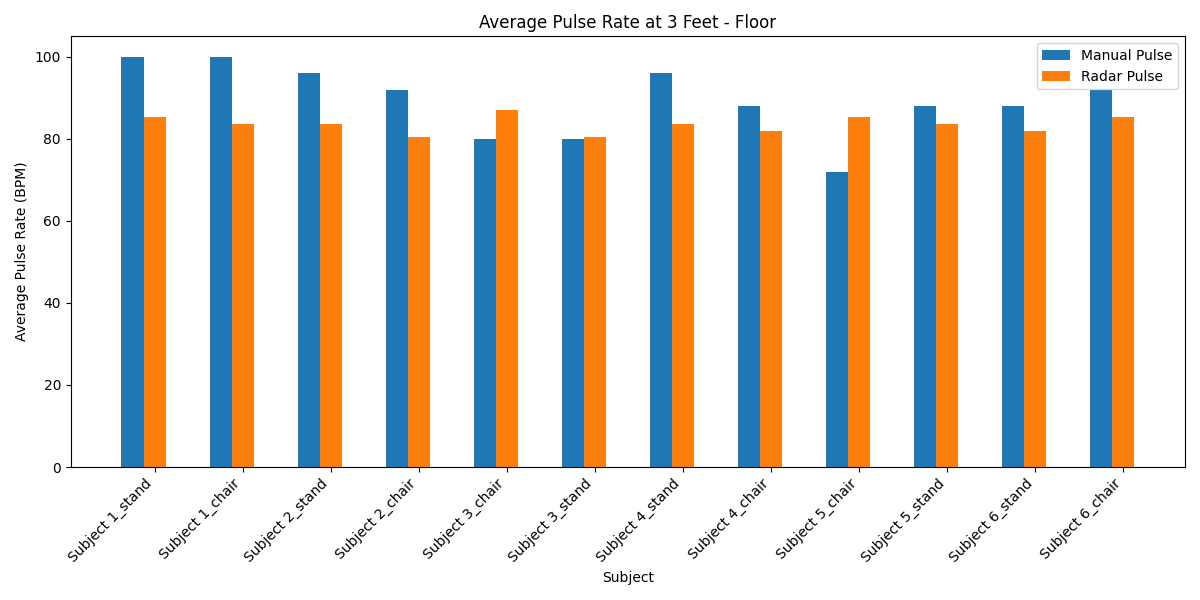 Average Pulse Rate at 3 Feet - Floor
Manual Pulse
Radar Pulse
Average Pulse Rate (BPM)
100
80
60
40
20
0
Subject 1_stand
Subject 1_chair
Subject 2_stand
Subject 2_chair
Subject 3_chair
Subject 3_stand
Subject 4_stand
Subject 4_chair
Subject 5_chair
Subject 5_stand
Subject 6_stand
Subject 6_chair
Subject